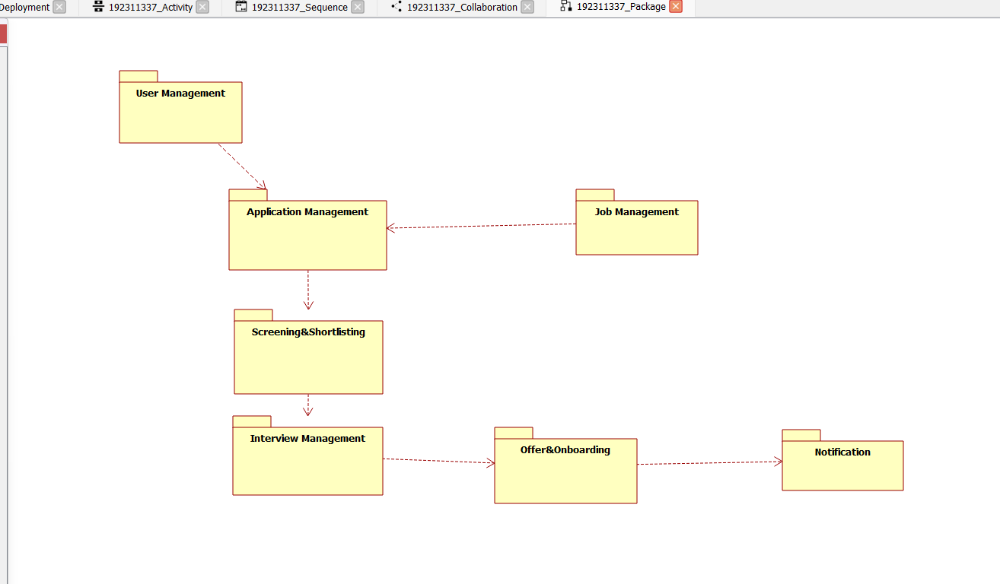 Deployment
192311337_Activity
192311337_Sequence
192311337_Collaboration
192311337_Package
User Management
Application Management
Job Management
Screening&Shortlisting
Interview Management
Offer&Onboarding
Notification